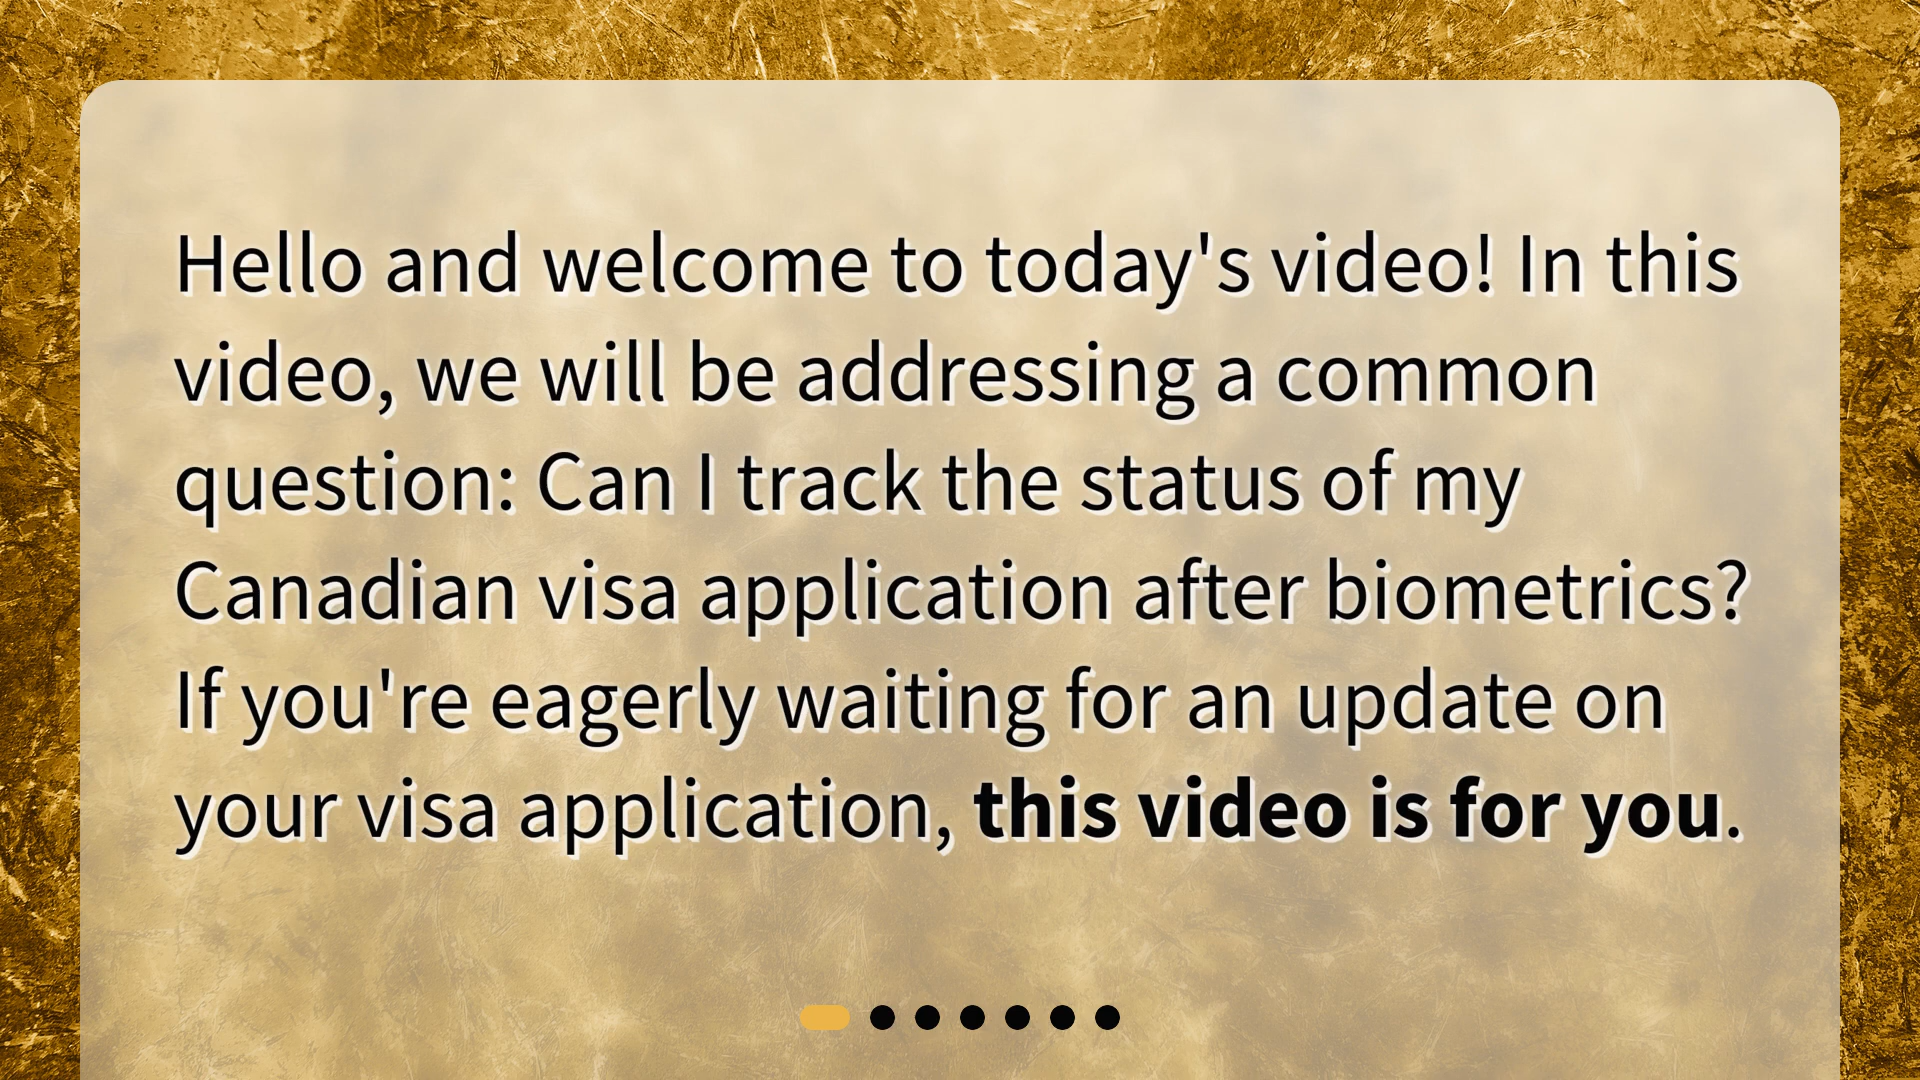 Hello and welcome to today's video! In this
video, we will be addressing a common
question: Can I track the status of my
Canadian visa application after biometrics?
If you're eagerly waiting for an update on
your visa application, this video is for you.